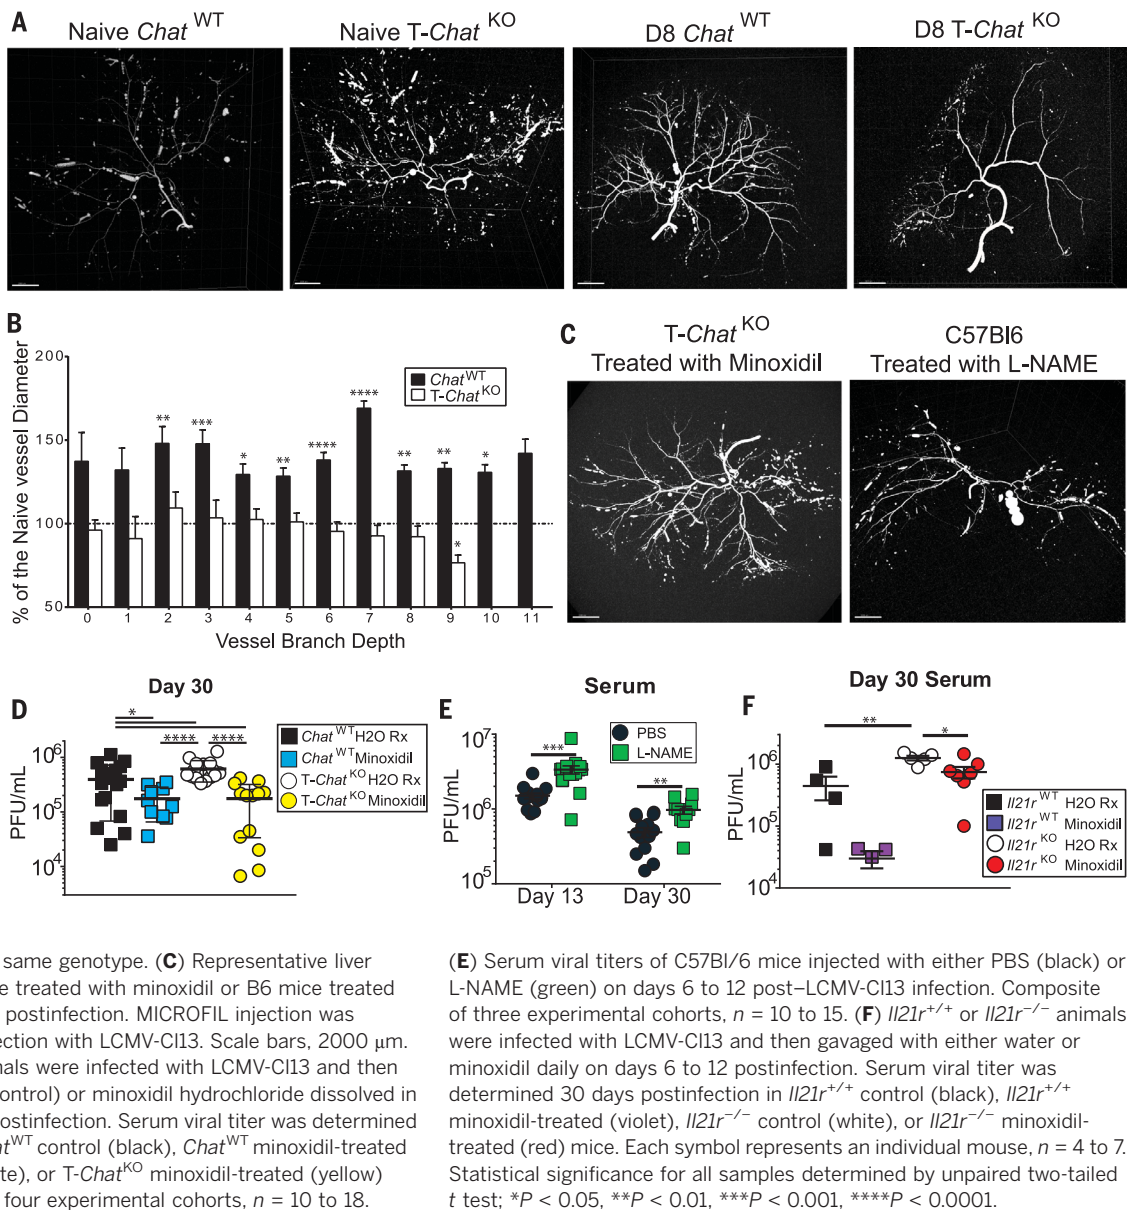 A
Naive Chat WT
Naive T-Chat KO
D8 Chat WT
D8 T-Chat KO
B
% of the Naive vessel Diameter
200
150
100
50
Chat WT
T-Chat KO
** *** * ** **** **** ** ** * *
0 1 2 3 4 5 6 7 8 9 10 11
Vessel Branch Depth
C
T-Chat KO
Treated with Minoxidil
C57Bl6
Treated with L-NAME
D
Day 30
PFU/mL
10^6
10^5
10^4
*
**** ****
Chat WT H2O Rx
Chat WT Minoxidil
T-Chat KO H2O Rx
T-Chat KO Minoxidil
E
Serum
PFU/mL
10^7
10^6
10^5
***
**
PBS
L-NAME
Day 13 Day 30
F
Day 30 Serum
PFU/mL
10^6
10^5
10^4
** *
Il21r WT H2O Rx
Il21r WT Minoxidil
Il21r KO H2O Rx
Il21r KO Minoxidil
same genotype. (C) Representative liver
e treated with minoxidil or B6 mice treated
postinfection. MICROFIL injection was
ection with LCMV-Cl13. Scale bars, 2000 μm.
nals were infected with LCMV-Cl13 and then
control) or minoxidil hydrochloride dissolved in
postinfection. Serum viral titer was determined
hat^WT control (black), Chat^WT minoxidil-treated
ite), or T-Chat^KO minoxidil-treated (yellow)
four experimental cohorts, n = 10 to 18.
(E) Serum viral titers of C57Bl/6 mice injected with either PBS (black) or
L-NAME (green) on days 6 to 12 post–LCMV-Cl13 infection. Composite
of three experimental cohorts, n = 10 to 15. (F) Il21r^+/+ or Il21r^−/− animals
were infected with LCMV-Cl13 and then gavaged with either water or
minoxidil daily on days 6 to 12 postinfection. Serum viral titer was
determined 30 days postinfection in Il21r^+/+ control (black), Il21r^+/+
minoxidil-treated (violet), Il21r^−/− control (white), or Il21r^−/− minoxidil-
treated (red) mice. Each symbol represents an individual mouse, n = 4 to 7.
Statistical significance for all samples determined by unpaired two-tailed
t test; *P < 0.05, **P < 0.01, ***P < 0.001, ****P < 0.0001.